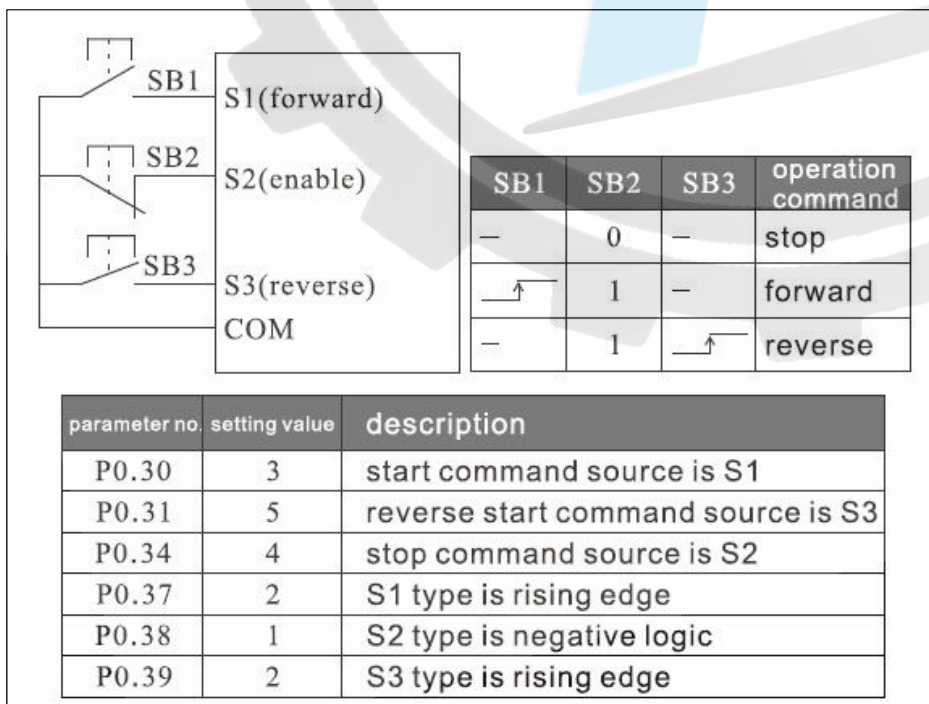 SB1
S1(forward)
SB2
S2(enable)
SB3
S3(reverse)
COM
SB1 SB2 SB3 operation command
— 0 — stop
1 — forward
— 1 reverse
parameter no. setting value description
P0.30 3 start command source is S1
P0.31 5 reverse start command source is S3
P0.34 4 stop command source is S2
P0.37 2 S1 type is rising edge
P0.38 1 S2 type is negative logic
P0.39 2 S3 type is rising edge